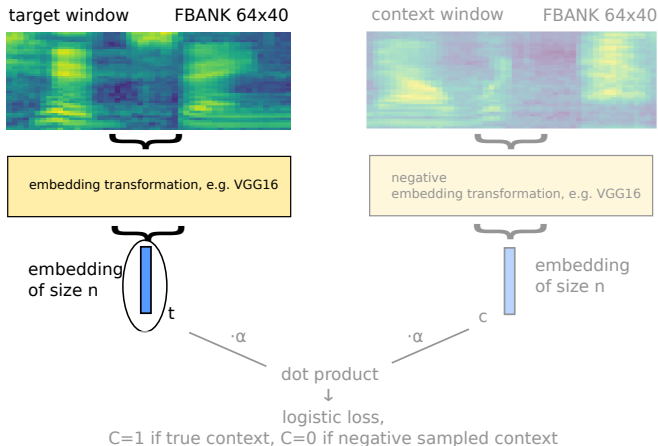 target window FBANK 64x40
context window FBANK 64x40
embedding transformation, e.g. VGG16
negative
embedding transformation, e.g. VGG16
embedding
of size n
t
embedding
of size n
c
·α
·α
dot product
↓
logistic loss,
C=1 if true context, C=0 if negative sampled context